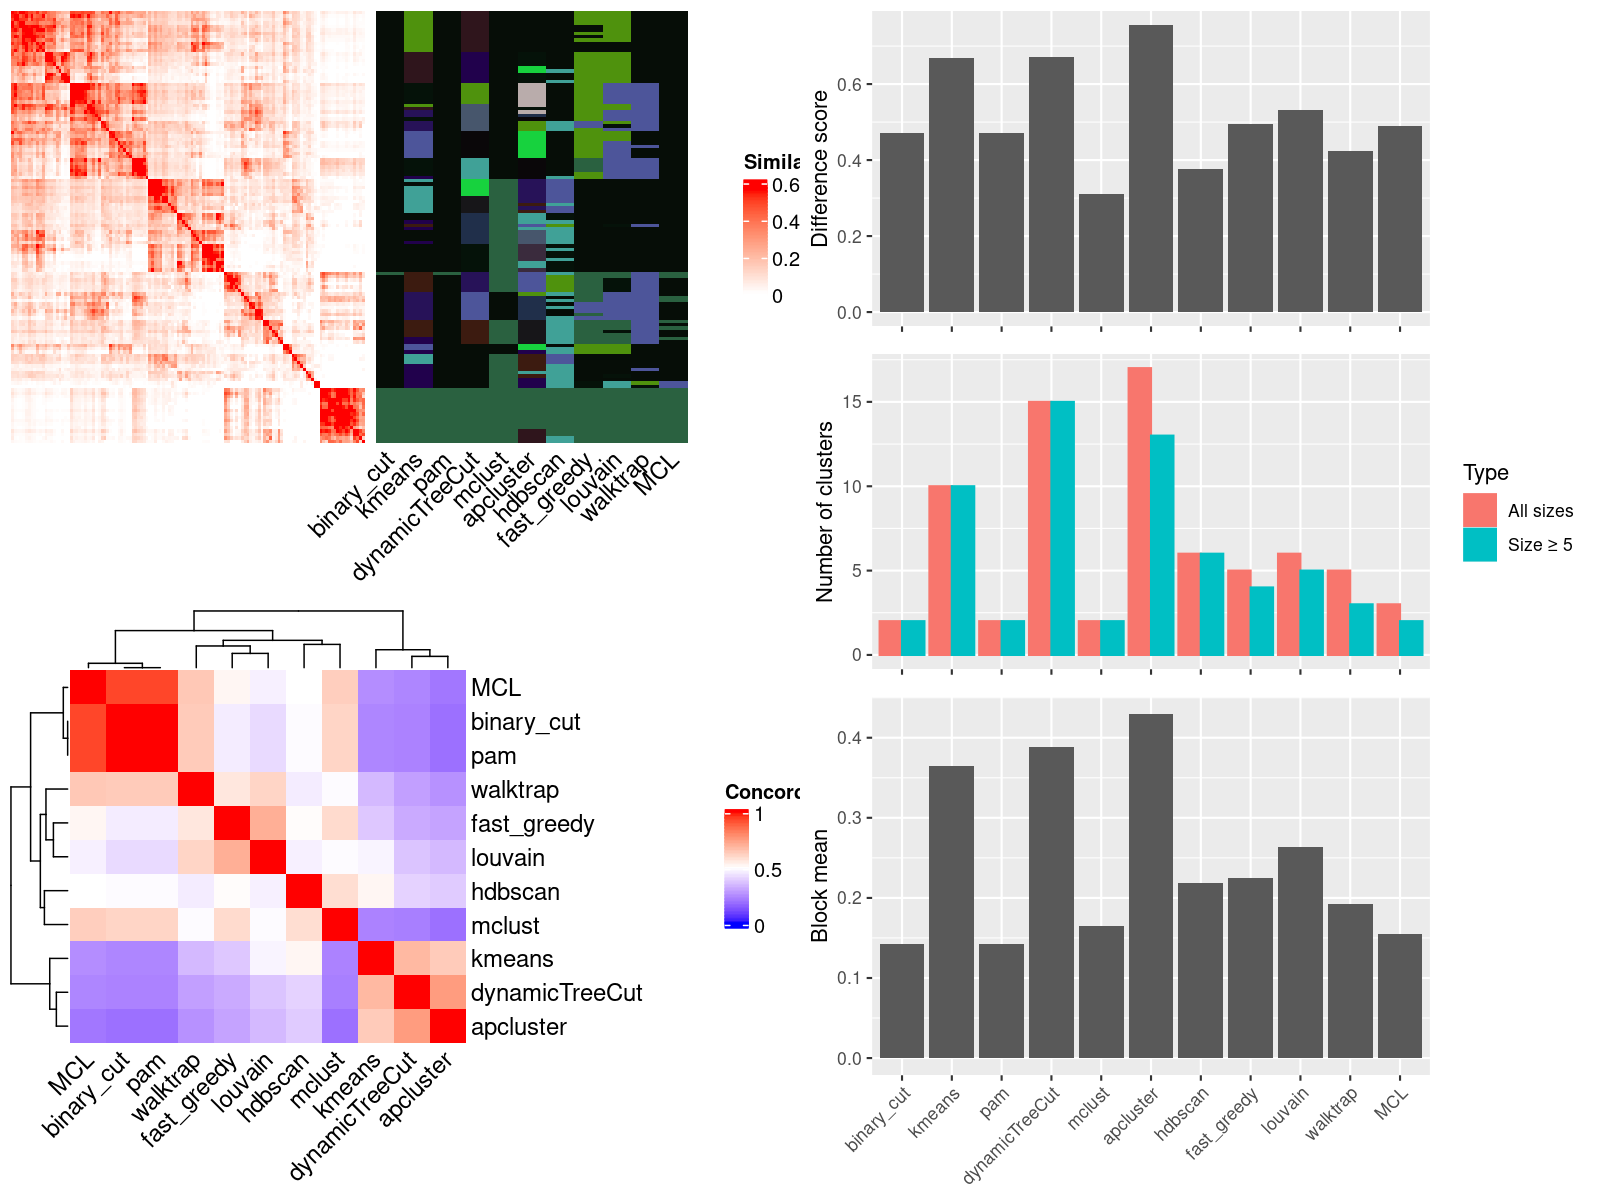 Simila
0.6
0.4
0.2
0
binary_cut
kmeans
pam
dynamicTreeCut
mclust
apcluster
hdbscan
fast_greedy
louvain
walktrap
MCL
Difference score
0.6
0.4
0.2
0.0
Number of clusters
15
10
5
0
Type
All sizes
Size ≥ 5
MCL
binary_cut
pam
walktrap
fast_greedy
louvain
hdbscan
mclust
kmeans
dynamicTreeCut
apcluster
MCL
binary_cut
pam
walktrap
fast_greedy
louvain
hdbscan
mclust
kmeans
dynamicTreeCut
apcluster
Concor
1
0.5
0
Block mean
0.4
0.3
0.2
0.1
0.0
binary_cut
kmeans
pam
dynamicTreeCut
mclust
apcluster
hdbscan
fast_greedy
louvain
walktrap
MCL